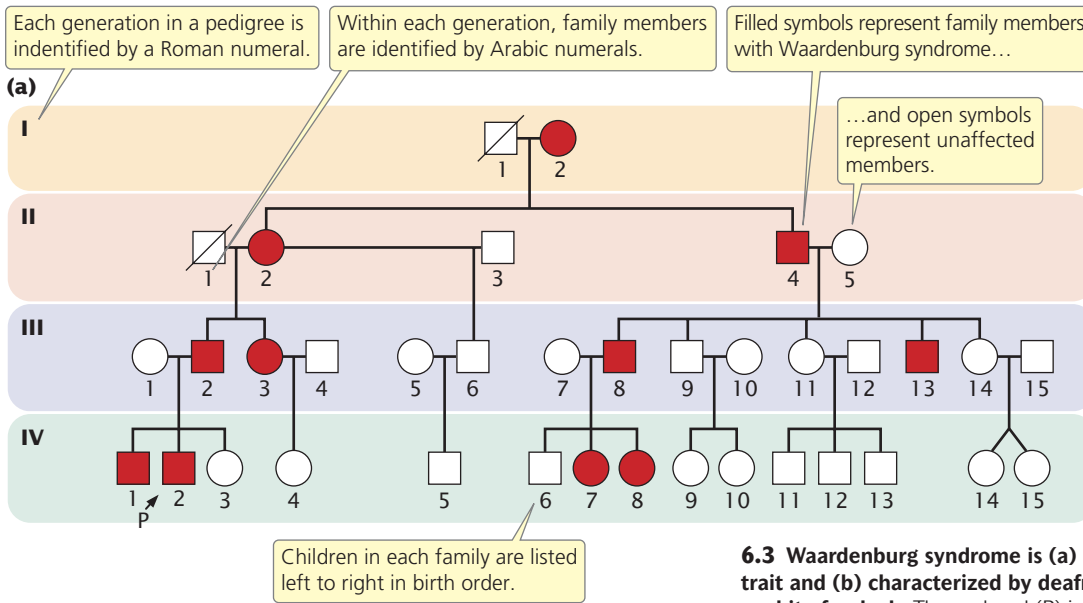 Each generation in a pedigree is
indentified by a Roman numeral.
Within each generation, family members
are identified by Arabic numerals.
Filled symbols represent family members
with Waardenburg syndrome…
(a)
…and open symbols
represent unaffected
members.
I
1 2
II
1 2 3 4 5
III
1 2 3 4 5 6 7 8 9 10 11 12 13 14 15
IV
1 2 3 4 5 6 7 8 9 10 11 12 13 14 15
P
Children in each family are listed
left to right in birth order.
6.3 Waardenburg syndrome is (a)
trait and (b) characterized by